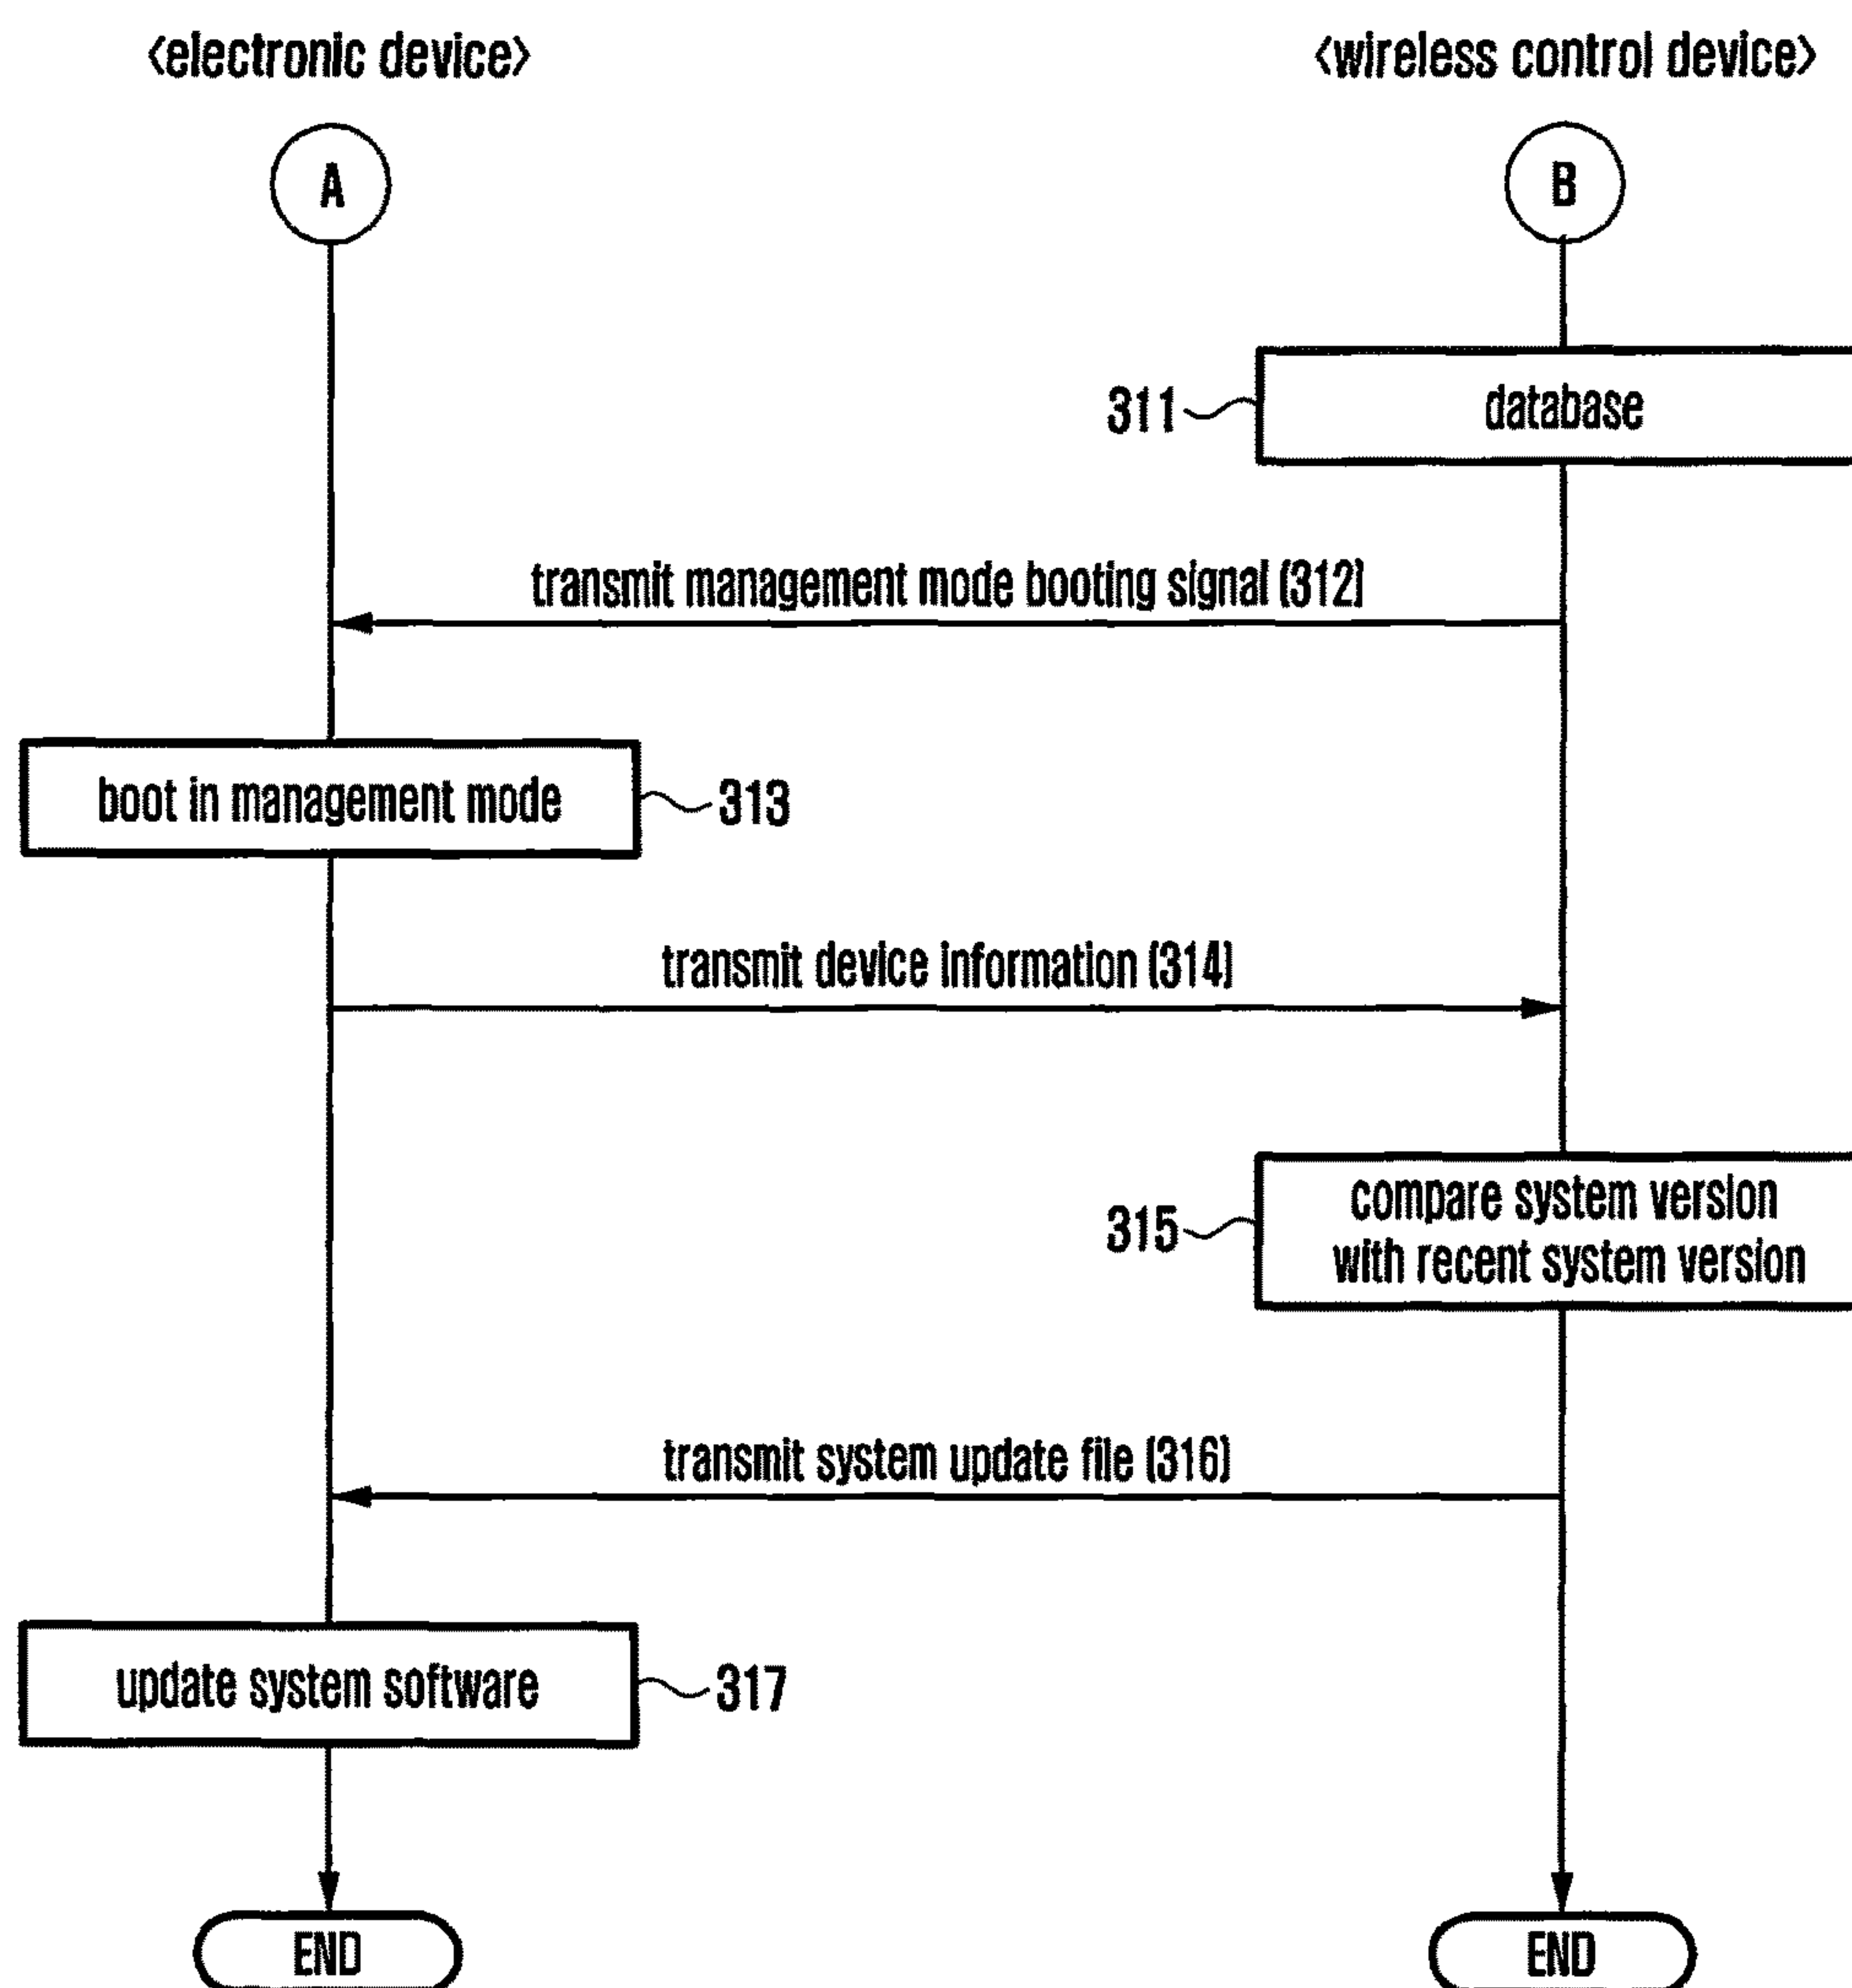 <electronic device>
<wireless control device>
A
B
311
database
transmit management mode booting signal (312)
boot in management mode
313
transmit device information (314)
315
compare system version
with recent system version
transmit system update file (316)
update system software
317
END
END